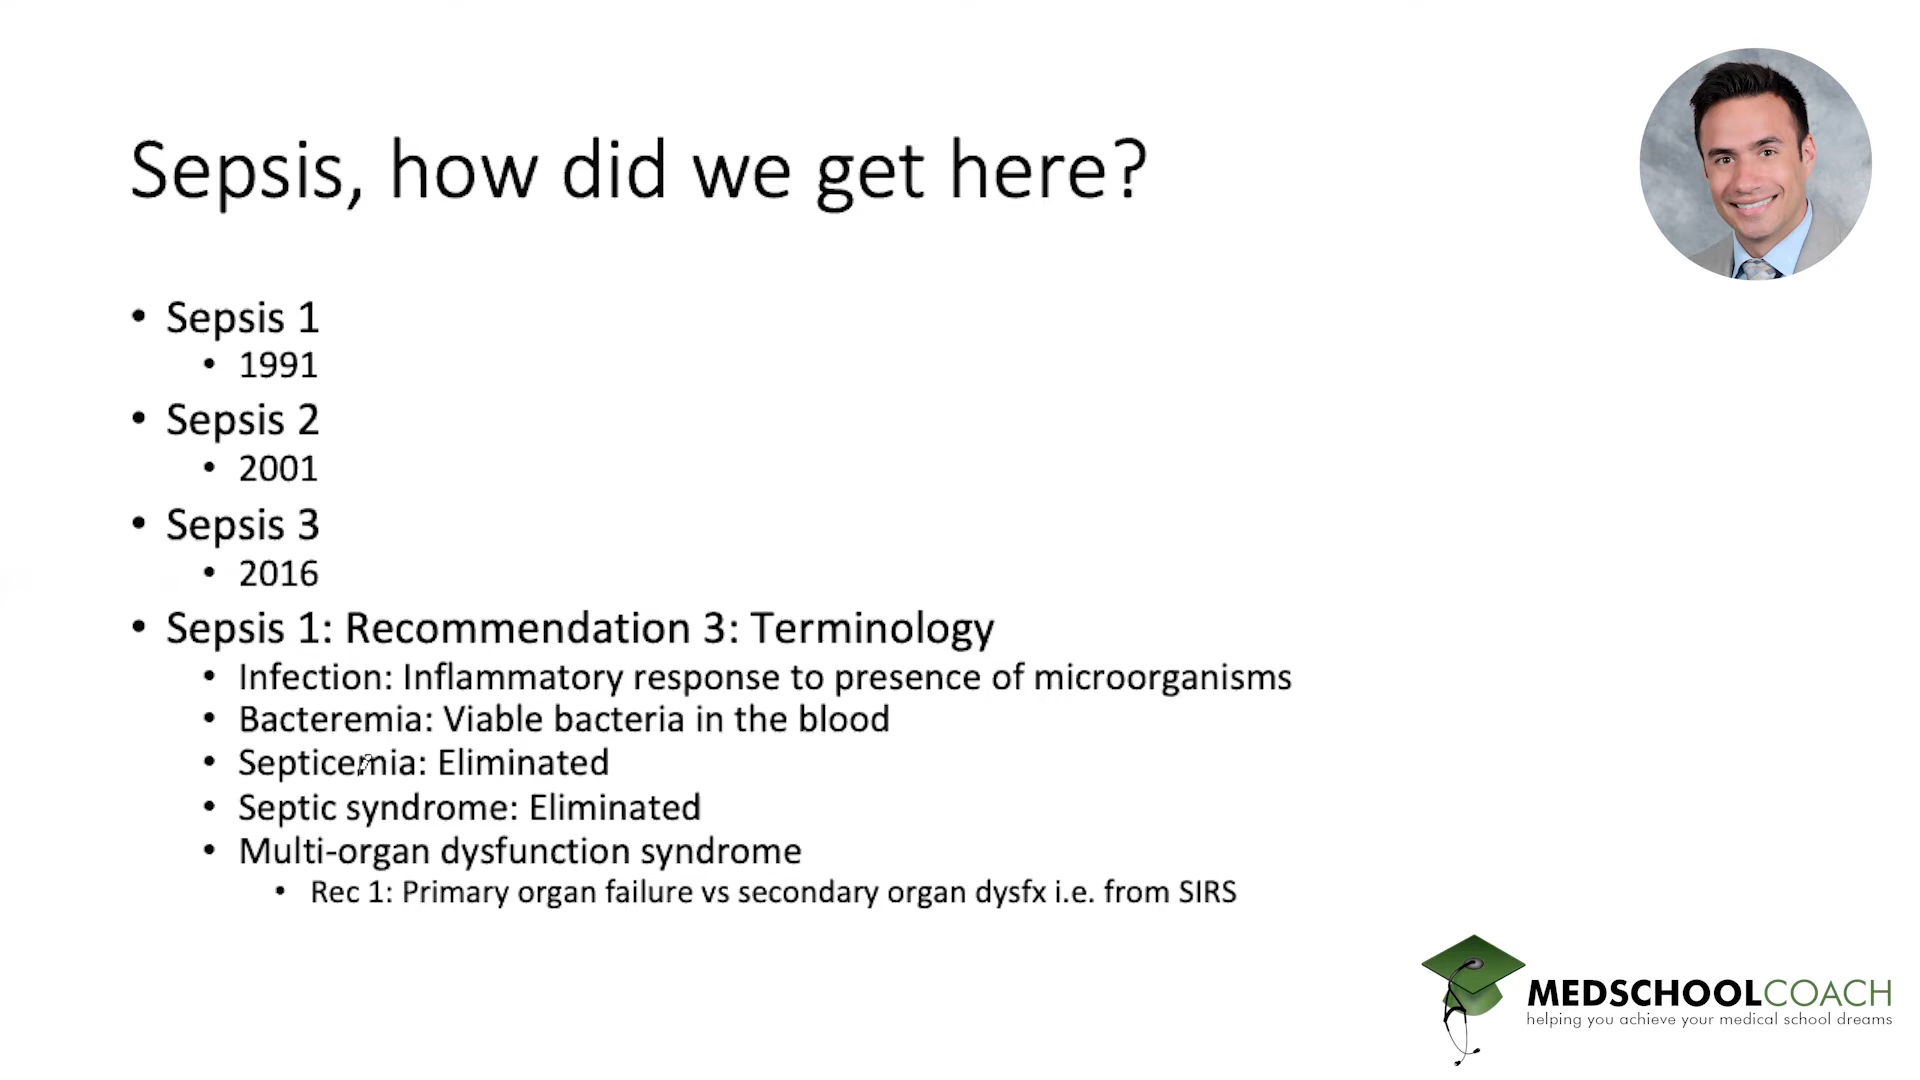 Sepsis, how did we get here?
• Sepsis 1
• 1991
• Sepsis 2
• 2001
• Sepsis 3
• 2016
• Sepsis 1: Recommendation 3: Terminology
• Infection: Inflammatory response to presence of microorganisms
• Bacteremia: Viable bacteria in the blood
• Septicemia: Eliminated
• Septic syndrome: Eliminated
• Multi-organ dysfunction syndrome
• Rec 1: Primary organ failure vs secondary organ dysfx i.e. from SIRS
MEDSCHOOLCOACH
helping you achieve your medical school dreams